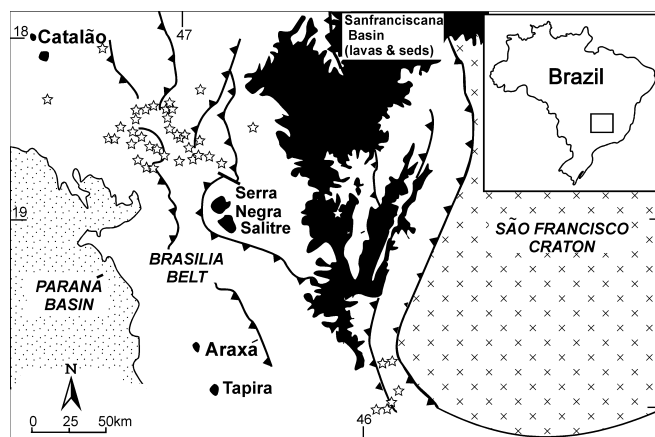 47
18
Catalão
Sanfranciscana
Basin
(lavas & seds)
Brazil
19
Serra
Negra
Salitre
BRASILIA
BELT
SÃO FRANCISCO
CRATON
PARANÁ
BASIN
Araxá
Tapira
N
0 25 50km
46